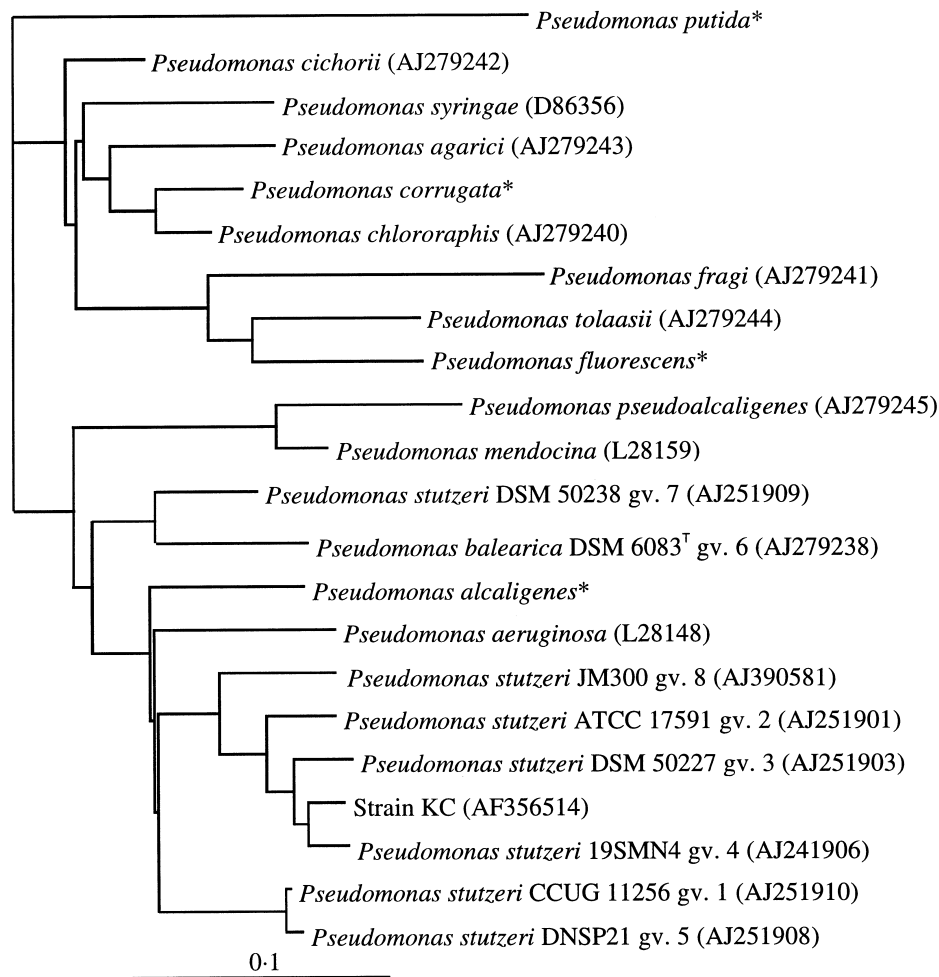 Pseudomonas putida*
Pseudomonas cichorii (AJ279242)
Pseudomonas syringae (D86356)
Pseudomonas agarici (AJ279243)
Pseudomonas corrugata*
Pseudomonas chlororaphis (AJ279240)
Pseudomonas fragi (AJ279241)
Pseudomonas tolaasii (AJ279244)
Pseudomonas fluorescens*
Pseudomonas pseudoalcaligenes (AJ279245)
Pseudomonas mendocina (L28159)
Pseudomonas stutzeri DSM 50238 gv. 7 (AJ251909)
Pseudomonas balearica DSM 6083ᵀ gv. 6 (AJ279238)
Pseudomonas alcaligenes*
Pseudomonas aeruginosa (L28148)
Pseudomonas stutzeri JM300 gv. 8 (AJ390581)
Pseudomonas stutzeri ATCC 17591 gv. 2 (AJ251901)
Pseudomonas stutzeri DSM 50227 gv. 3 (AJ251903)
Strain KC (AF356514)
Pseudomonas stutzeri 19SMN4 gv. 4 (AJ241906)
Pseudomonas stutzeri CCUG 11256 gv. 1 (AJ251910)
Pseudomonas stutzeri DNSP21 gv. 5 (AJ251908)
0·1